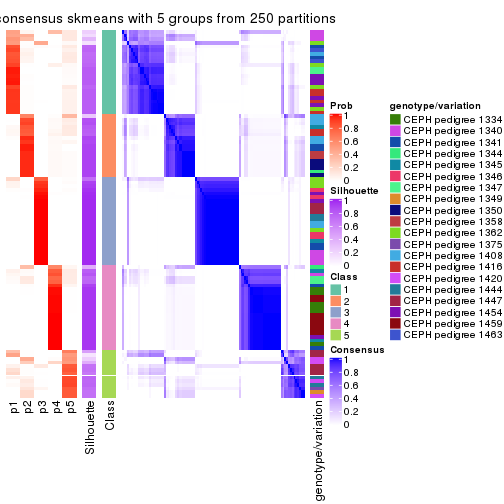 consensus skmeans with 5 groups from 250 partitions
Prob
1
0.8
0.6
0.4
0.2
0
Silhouette
1
0.8
0.6
0.4
0.2
0
Class
1
2
3
4
5
Consensus
1
0.8
0.6
0.4
0.2
0
genotype/variation
CEPH pedigree 1334
CEPH pedigree 1340
CEPH pedigree 1341
CEPH pedigree 1344
CEPH pedigree 1345
CEPH pedigree 1346
CEPH pedigree 1347
CEPH pedigree 1349
CEPH pedigree 1350
CEPH pedigree 1358
CEPH pedigree 1362
CEPH pedigree 1375
CEPH pedigree 1408
CEPH pedigree 1416
CEPH pedigree 1420
CEPH pedigree 1444
CEPH pedigree 1447
CEPH pedigree 1454
CEPH pedigree 1459
CEPH pedigree 1463
p1
p2
p3
p4
p5
Silhouette
Class
genotype/variation